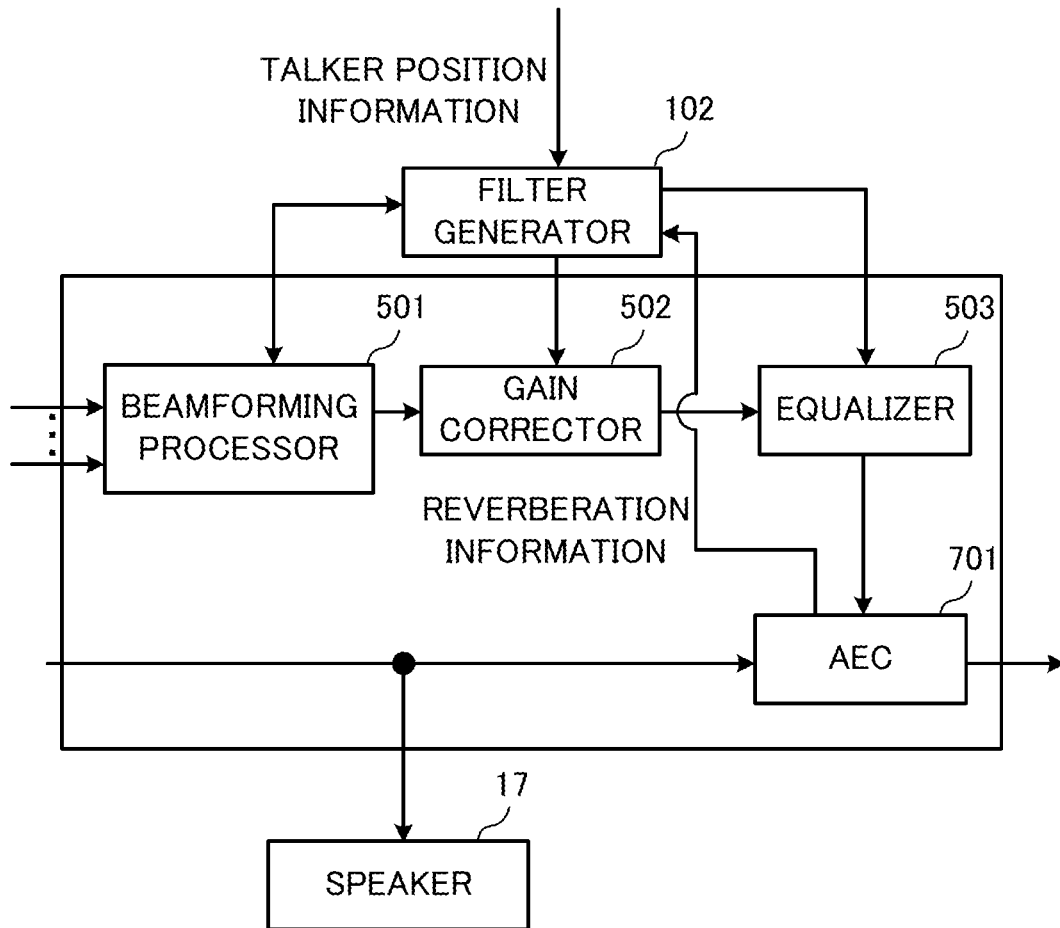 TALKER POSITION
INFORMATION
102
FILTER
GENERATOR
501
502
503
BEAMFORMING
PROCESSOR
GAIN
CORRECTOR
EQUALIZER
REVERBERATION
INFORMATION
701
AEC
17
SPEAKER